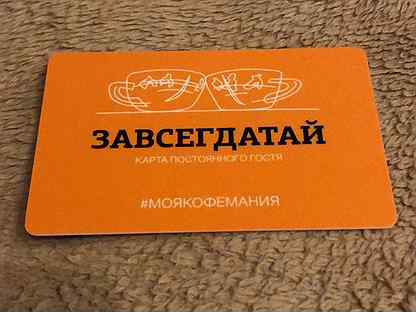 ЗАВСЕГДАТАЙ
КАРТА ПОСТОЯННОГО ГОСТЯ
#МОЯКОФЕМАНИЯ